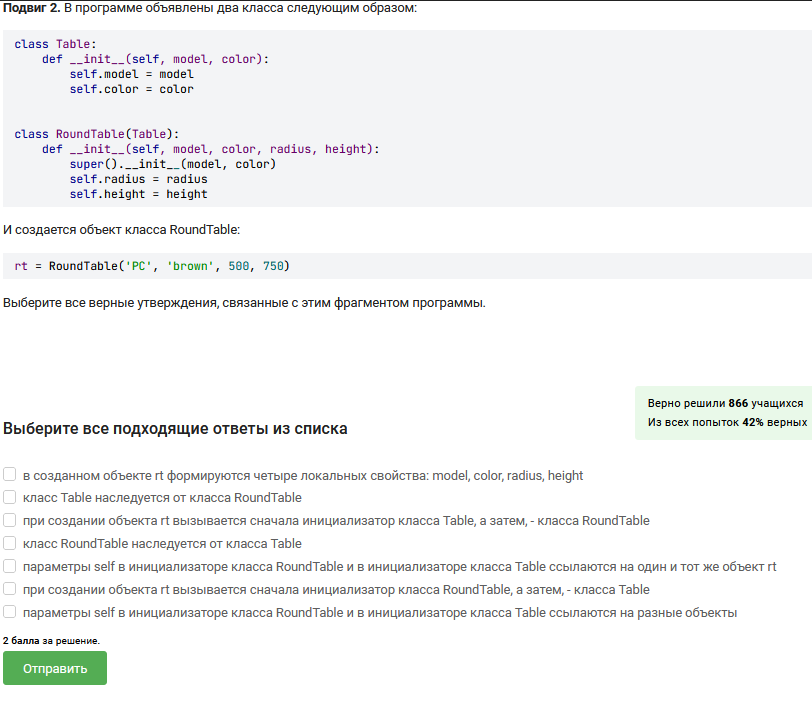 Подвиг 2. В программе объявлены два класса следующим образом:
class Table:
    def __init__(self, model, color):
        self.model = model
        self.color = color
class RoundTable(Table):
    def __init__(self, model, color, radius, height):
        super().__init__(model, color)
        self.radius = radius
        self.height = height
И создается объект класса RoundTable:
rt = RoundTable('PC', 'brown', 500, 750)
Выберите все верные утверждения, связанные с этим фрагментом программы.
Верно решили 866 учащихся
Из всех попыток 42% верных
Выберите все подходящие ответы из списка
в созданном объекте rt формируются четыре локальных свойства: model, color, radius, height
класс Table наследуется от класса RoundTable
при создании объекта rt вызывается сначала инициализатор класса Table, а затем, - класса RoundTable
класс RoundTable наследуется от класса Table
параметры self в инициализаторе класса RoundTable и в инициализаторе класса Table ссылаются на один и тот же объект rt
при создании объекта rt вызывается сначала инициализатор класса RoundTable, а затем, - класса Table
параметры self в инициализаторе класса RoundTable и в инициализаторе класса Table ссылаются на разные объекты
2 балла за решение.
Отправить